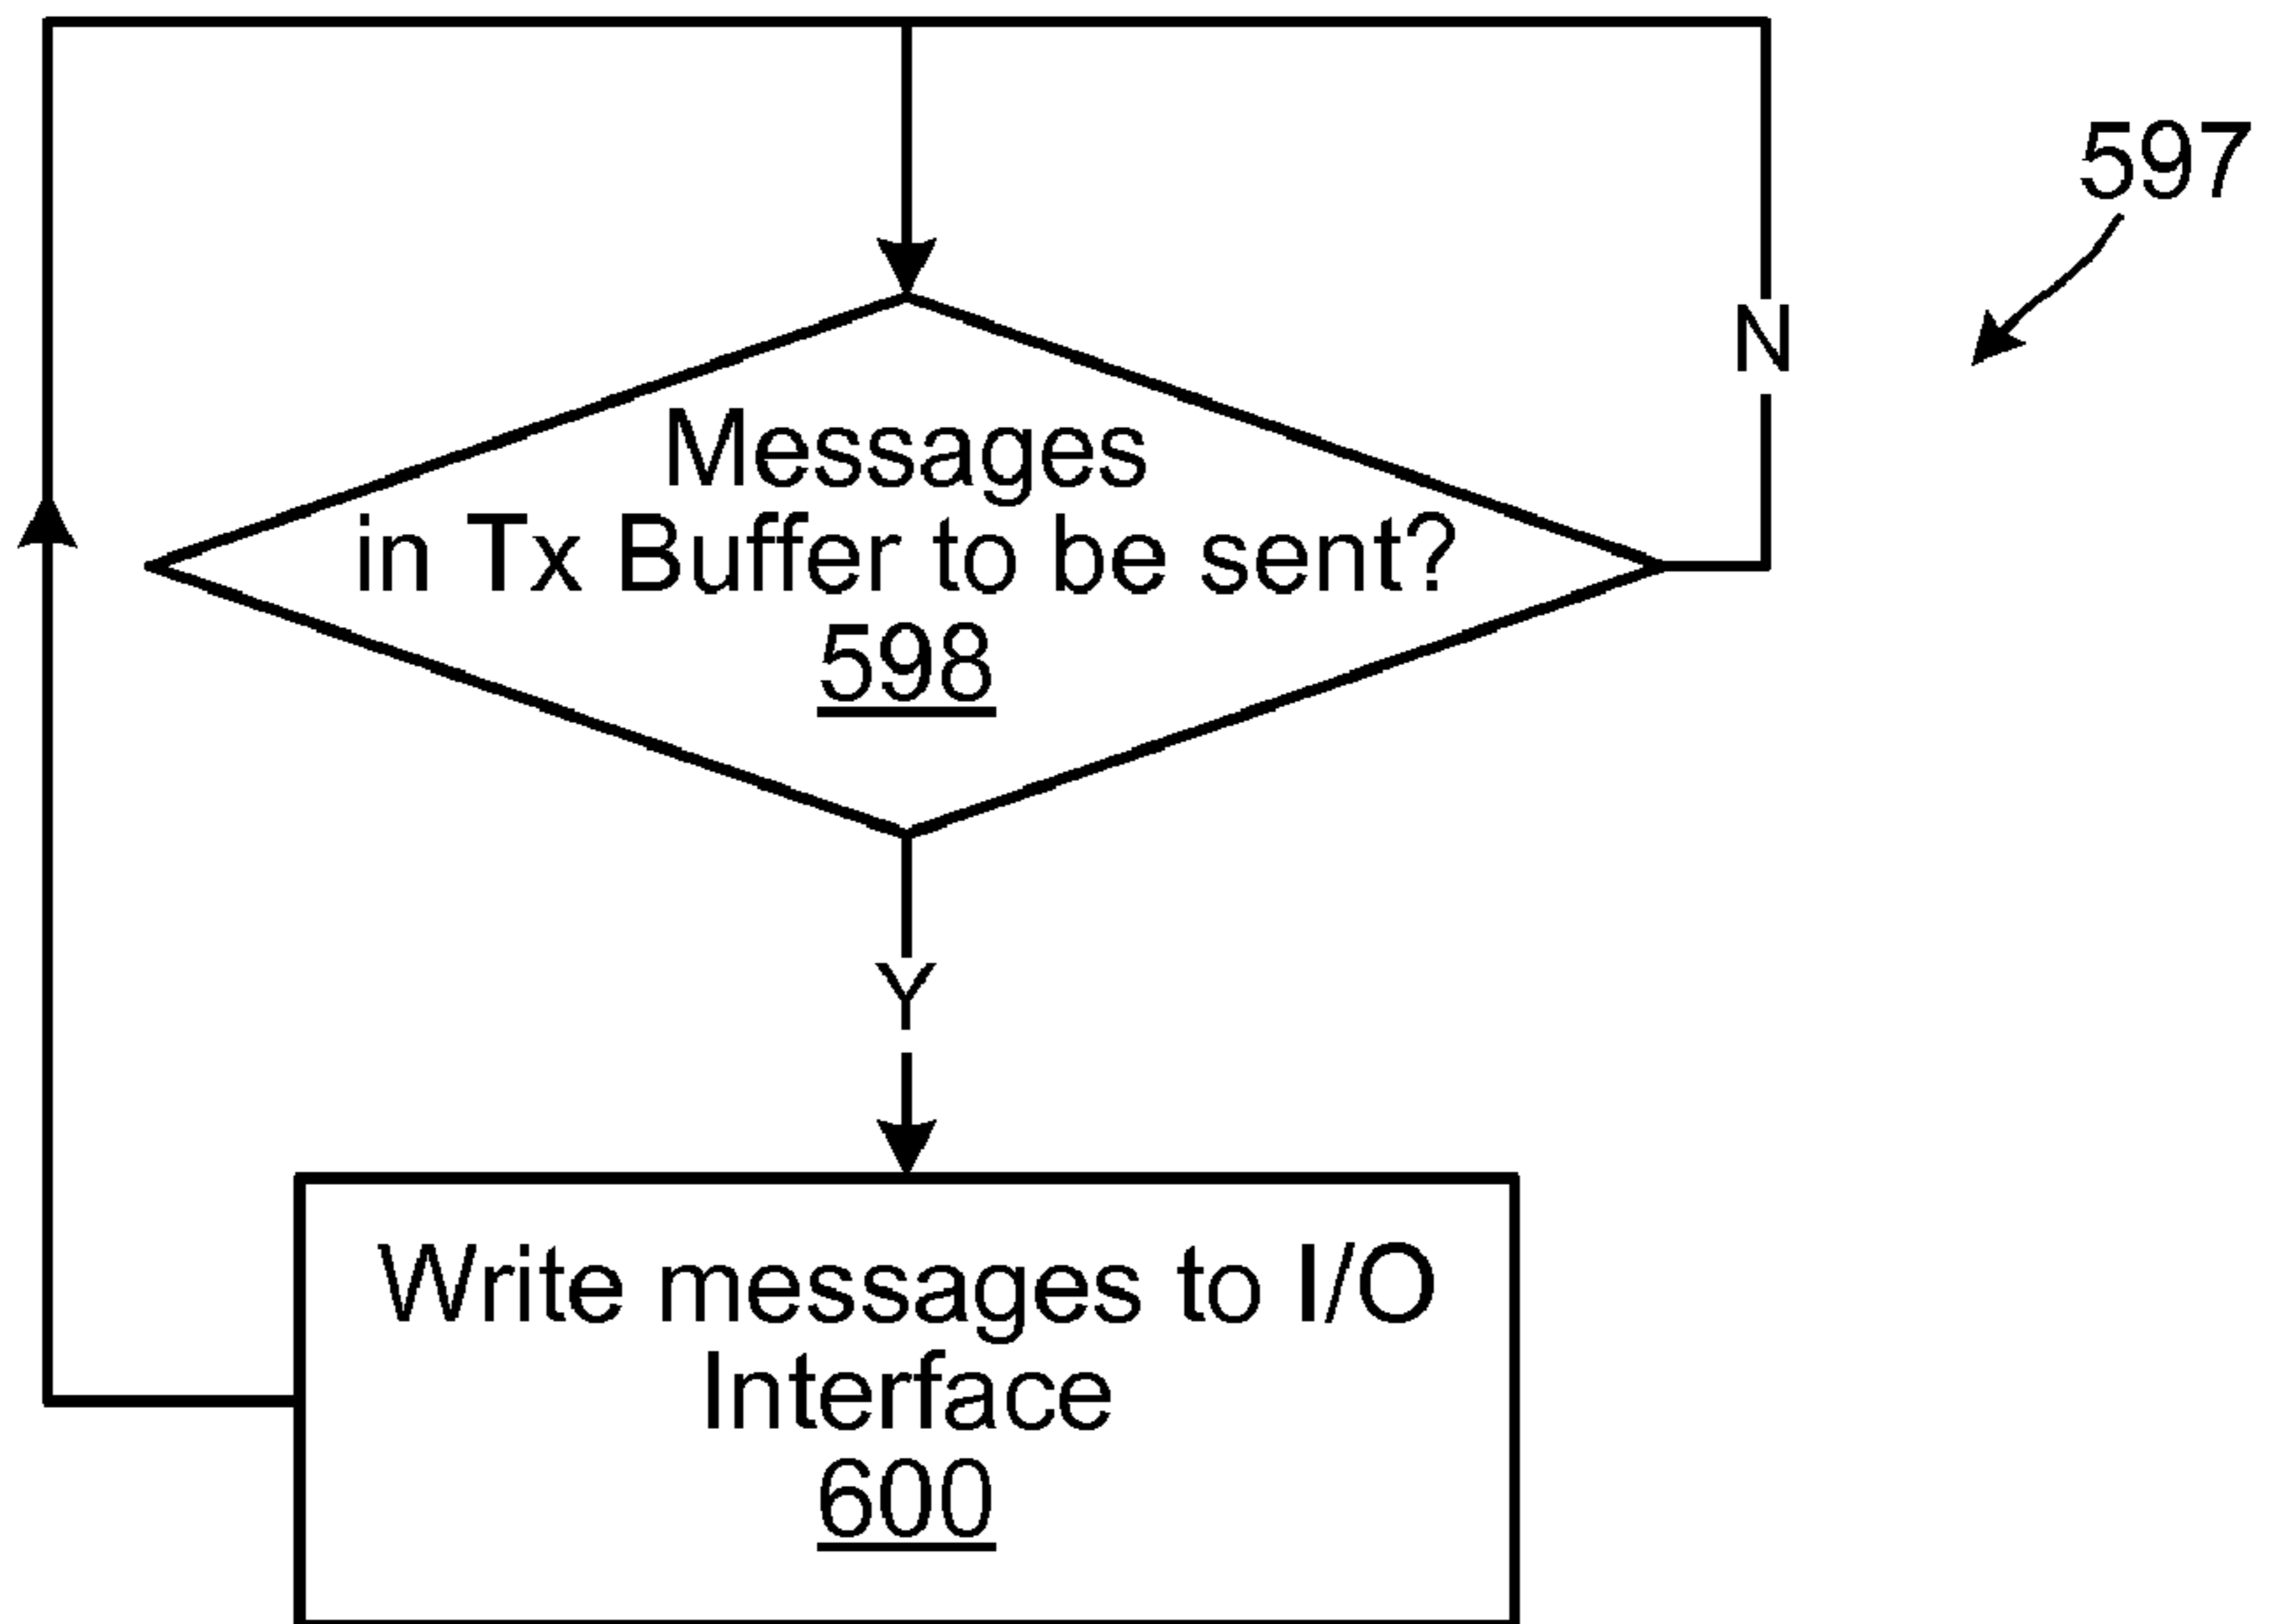 597
N
Messages
in Tx Buffer to be sent?
598
Y
Write messages to I/O
Interface
600